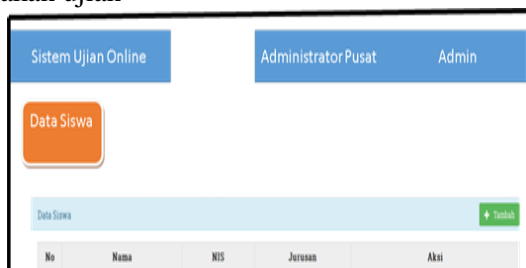 Sistem Ujian Online Administrator Pusat Admin
Data Siswa
Data Siswa + Tambah
No Nama NIS Jurusan Aksi